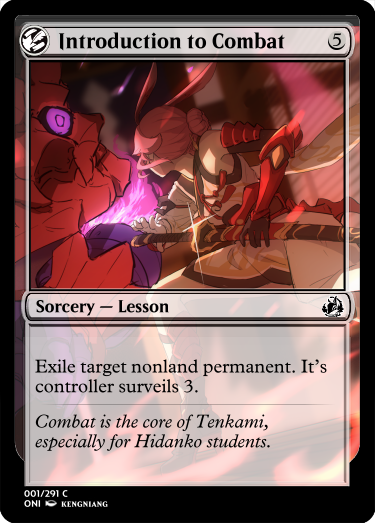 Introduction to Combat 5
Sorcery — Lesson
Exile target nonland permanent. It's
controller surveils 3.
Combat is the core of Tenkami,
especially for Hidanko students.
001/291 C
ONI KENGNIANG